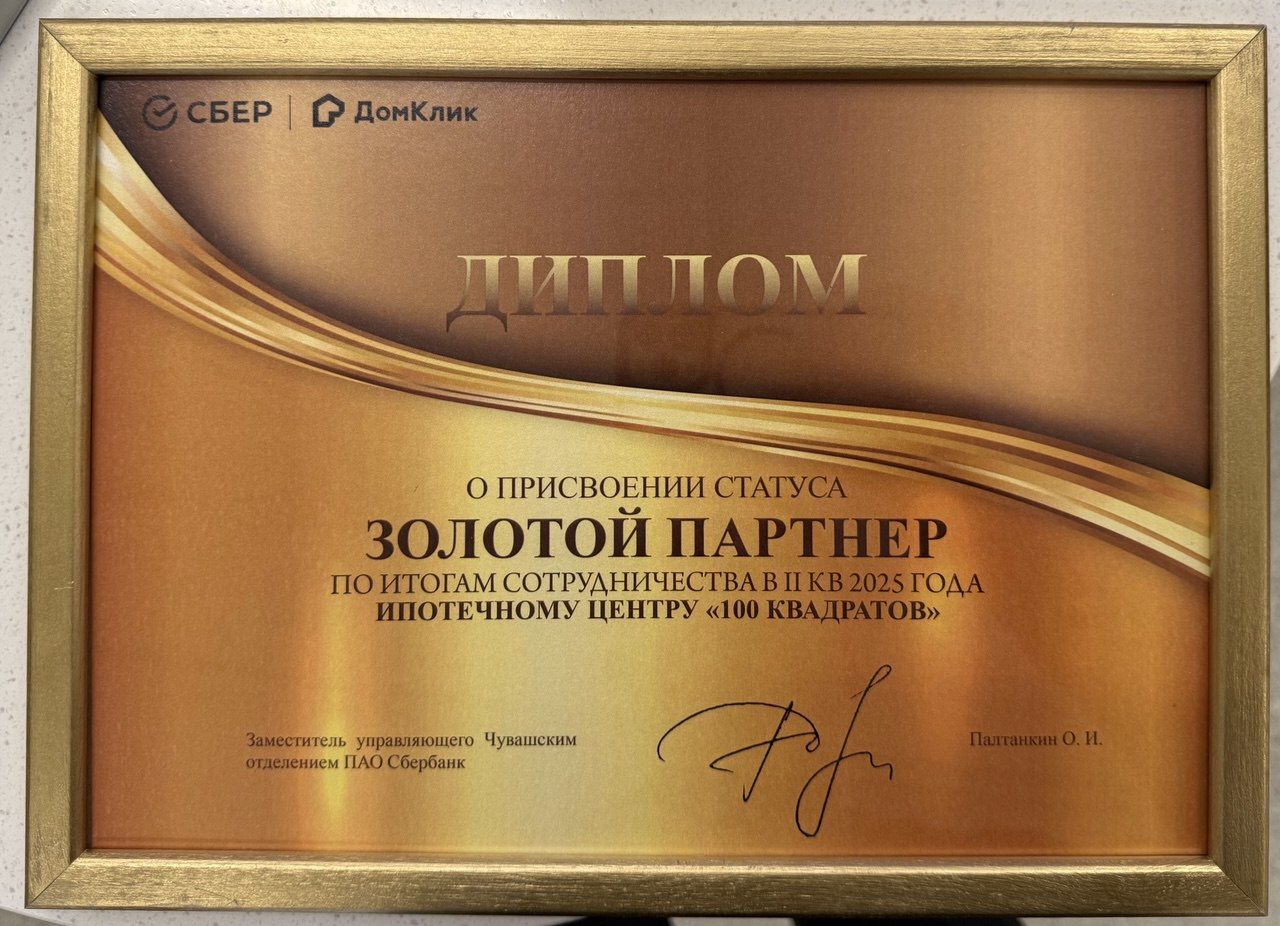 СБЕР | ДомКлик
ДИПЛОМ
О ПРИСВОЕНИИ СТАТУСА
ЗОЛОТОЙ ПАРТНЕР
ПО ИТОГАМ СОТРУДНИЧЕСТВА В II КВ 2025 ГОДА
ИПОТЕЧНОМУ ЦЕНТРУ «100 КВАДРАТОВ»
Заместитель управляющего Чувашским
отделением ПАО Сбербанк
Палтанкин О. И.